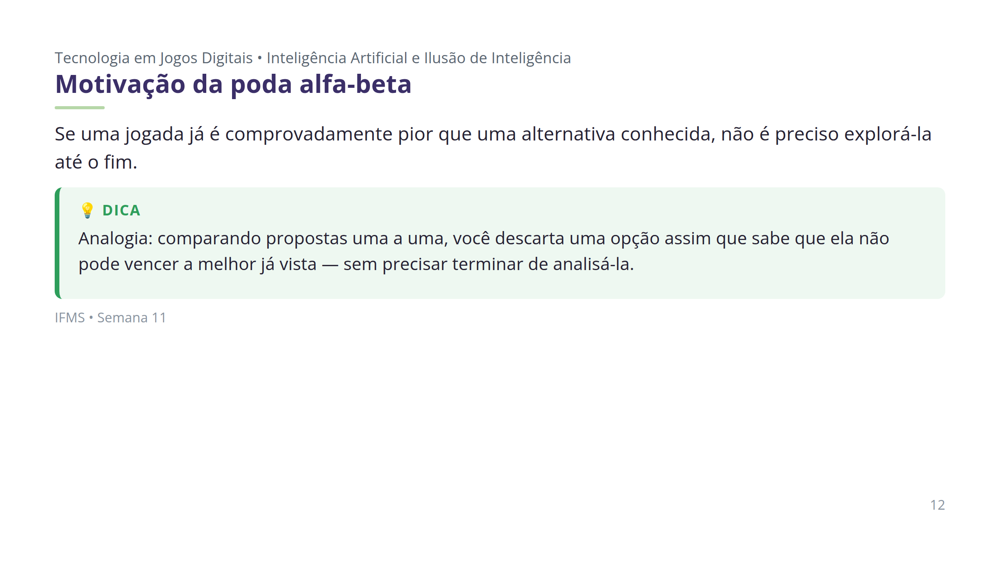 Tecnologia em Jogos Digitais • Inteligência Artificial e Ilusão de Inteligência
Motivação da poda alfa-beta
Se uma jogada já é comprovadamente pior que uma alternativa conhecida, não é preciso explorá-la
até o fim.
💡 DICA
Analogia: comparando propostas uma a uma, você descarta uma opção assim que sabe que ela não
pode vencer a melhor já vista — sem precisar terminar de analisá-la.
IFMS • Semana 11
12